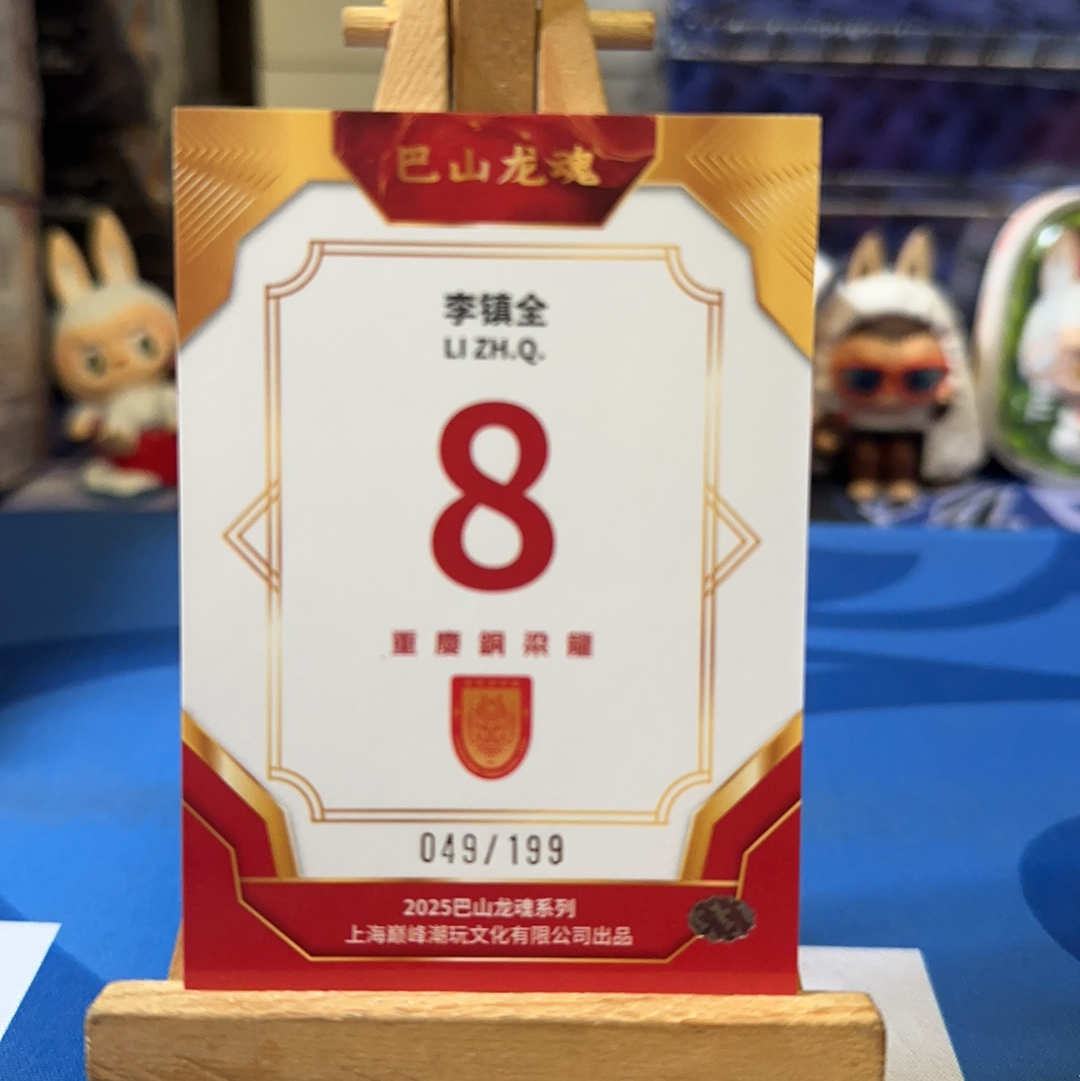 巴山龙魂
李镇全
LI ZH.Q.
8
重慶銅梁龍
049/199
2025巴山龙魂系列
上海巅峰潮玩文化有限公司出品